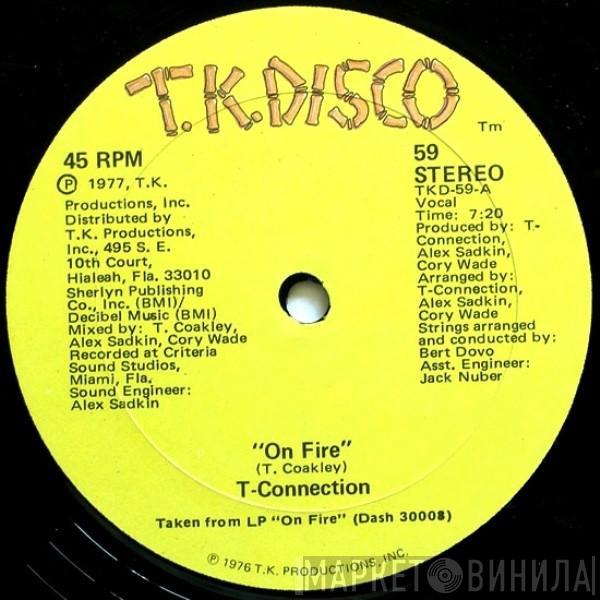 T.K. DISCO
Tm
45 RPM
℗ 1977, T.K.
Productions, Inc.
Distributed by
T.K. Productions,
Inc., 495 S. E.
10th Court,
Hialeah, Fla. 33010
Sherlyn Publishing
Co., Inc. (BMI)/
Decibel Music (BMI)
Mixed by: T. Coakley,
Alex Sadkin, Cory Wade
Recorded at Criteria
Sound Studios,
Miami, Fla.
Sound Engineer:
Alex Sadkin
59
STEREO
TKD-59-A
Vocal
Time: 7:20
Produced by: T.-
Connection,
Alex Sadkin,
Cory Wade
Arranged by:
T-Connection,
Alex Sadkin,
Cory Wade
Strings arranged
and conducted by:
Bert Dovo
Asst. Engineer:
Jack Nuber
"On Fire"
(T. Coakley)
T-Connection
Taken from LP "On Fire" (Dash 30008)
℗ 1976 T.K. PRODUCTIONS, INC.
МАРКЕТ ВИНИЛА